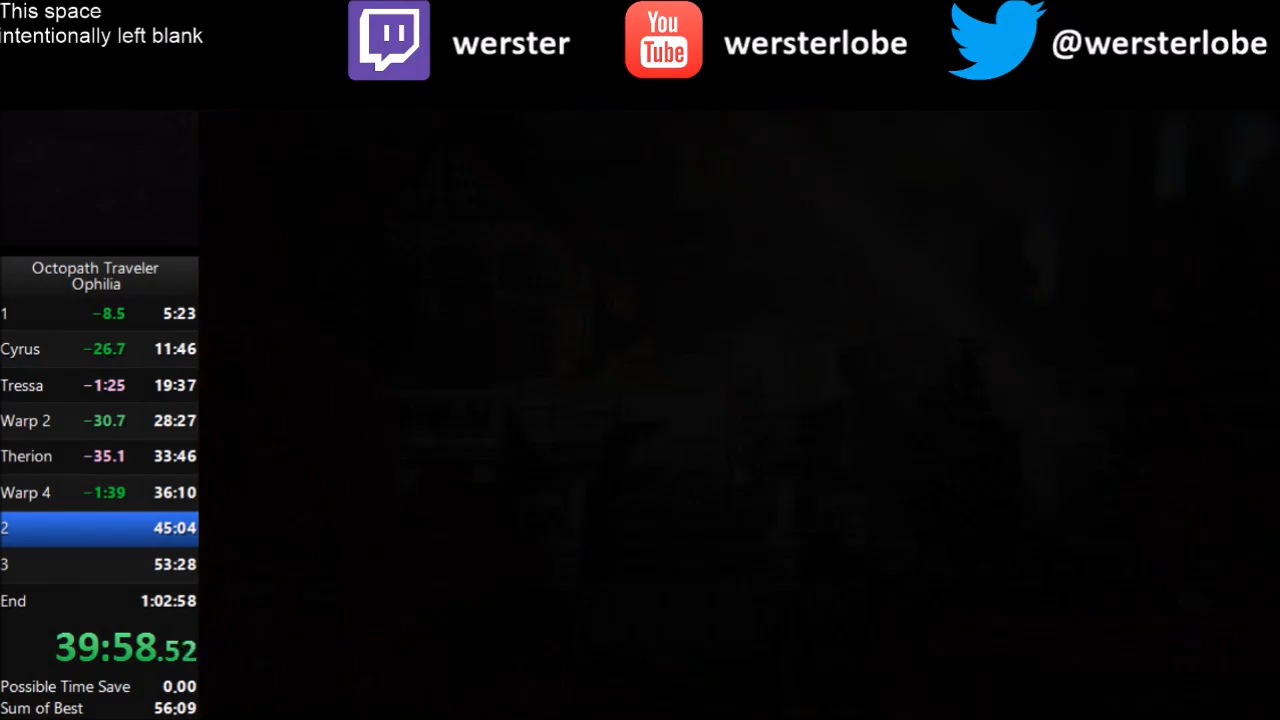 This space
intentionally left blank
werster
You
Tube
wersterlobe
@wersterlobe
Octopath Traveler
Ophilia
1 −8.5 5:23
Cyrus −26.7 11:46
Tressa −1:25 19:37
Warp 2 −30.7 28:27
Therion −35.1 33:46
Warp 4 −1:39 36:10
2 45:04
3 53:28
End 1:02:58
39:58.52
Possible Time Save 0.00
Sum of Best 56:09